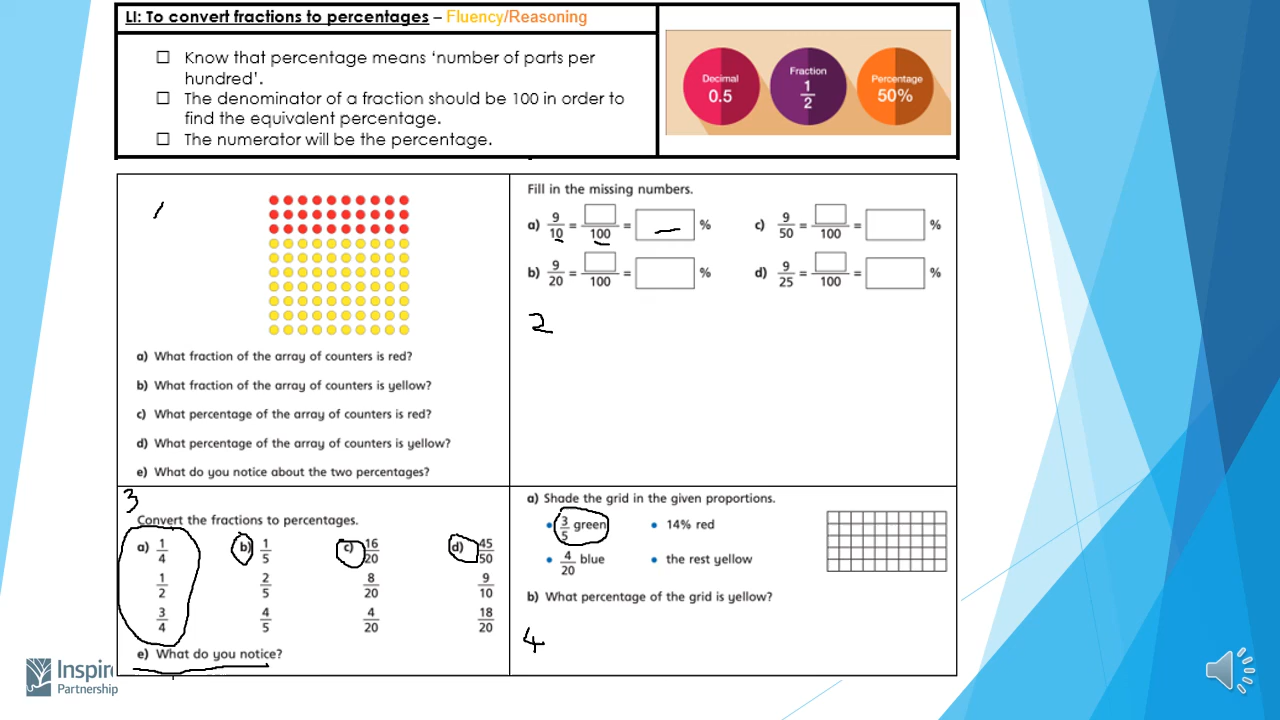 LI: To convert fractions to percentages – Fluency/Reasoning
☐ Know that percentage means ‘number of parts per
hundred’.
☐ The denominator of a fraction should be 100 in order to
find the equivalent percentage.
☐ The numerator will be the percentage.
Decimal
0.5
Fraction
1/2
Percentage
50%
1
a) What fraction of the array of counters is red?
b) What fraction of the array of counters is yellow?
c) What percentage of the array of counters is red?
d) What percentage of the array of counters is yellow?
e) What do you notice about the two percentages?
Fill in the missing numbers.
a) 9/10 = □/100 = □ %
c) 9/50 = □/100 = □ %
b) 9/20 = □/100 = □ %
d) 9/25 = □/100 = □ %
2
3
Convert the fractions to percentages.
a) 1/4 b) 1/5 c) 16/20 d) 45/50
1/2 2/5 8/20 9/10
3/4 4/5 4/20 18/20
e) What do you notice?
a) Shade the grid in the given proportions.
• 3/5 green • 14% red
• 4/20 blue • the rest yellow
b) What percentage of the grid is yellow?
4
Inspire
Partnership